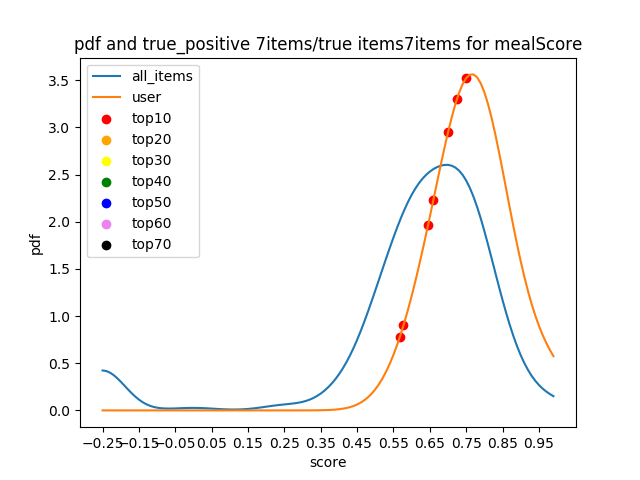 pdf and true_positive 7items/true items7items for mealScore
all_items
user
top10
top20
top30
top40
top50
top60
top70
3.5
3.0
2.5
2.0
1.5
1.0
0.5
0.0
pdf
−0.25 −0.15 −0.05 0.05 0.15 0.25 0.35 0.45 0.55 0.65 0.75 0.85 0.95
score